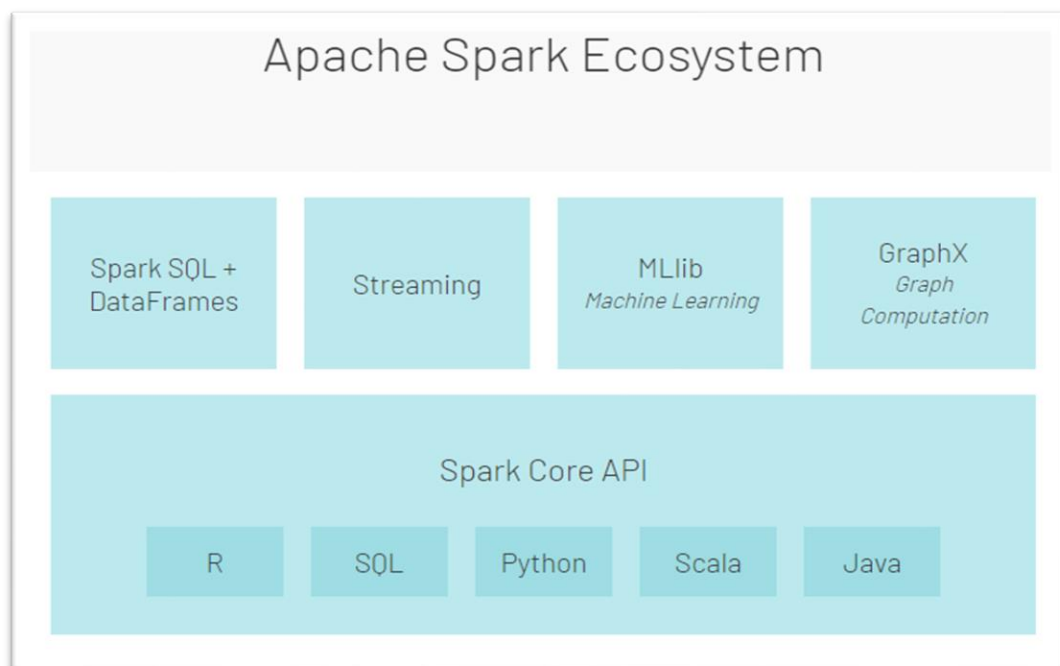 Apache Spark Ecosystem
Spark SQL +
DataFrames
Streaming
MLlib
Machine Learning
GraphX
Graph
Computation
Spark Core API
R
SQL
Python
Scala
Java